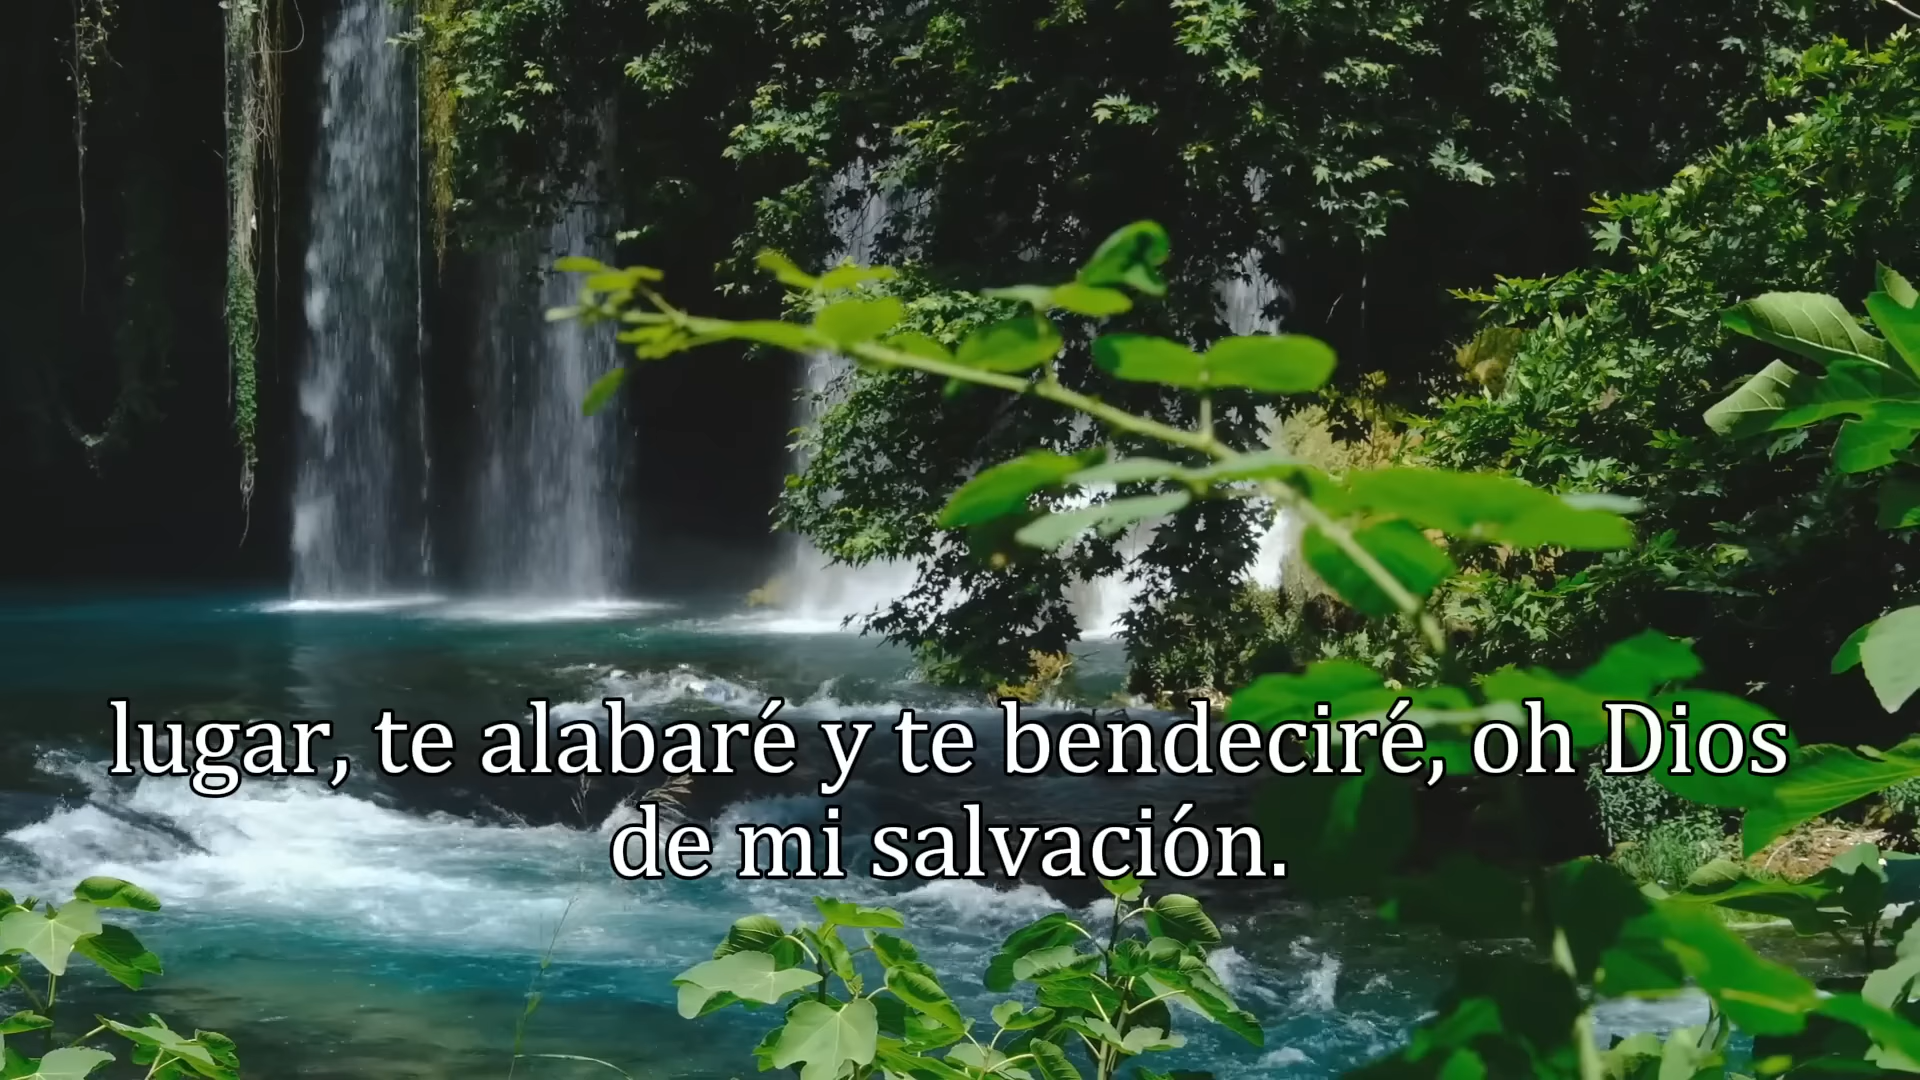 lugar, te alabaré y te bendeciré, oh Dios
de mi salvación.